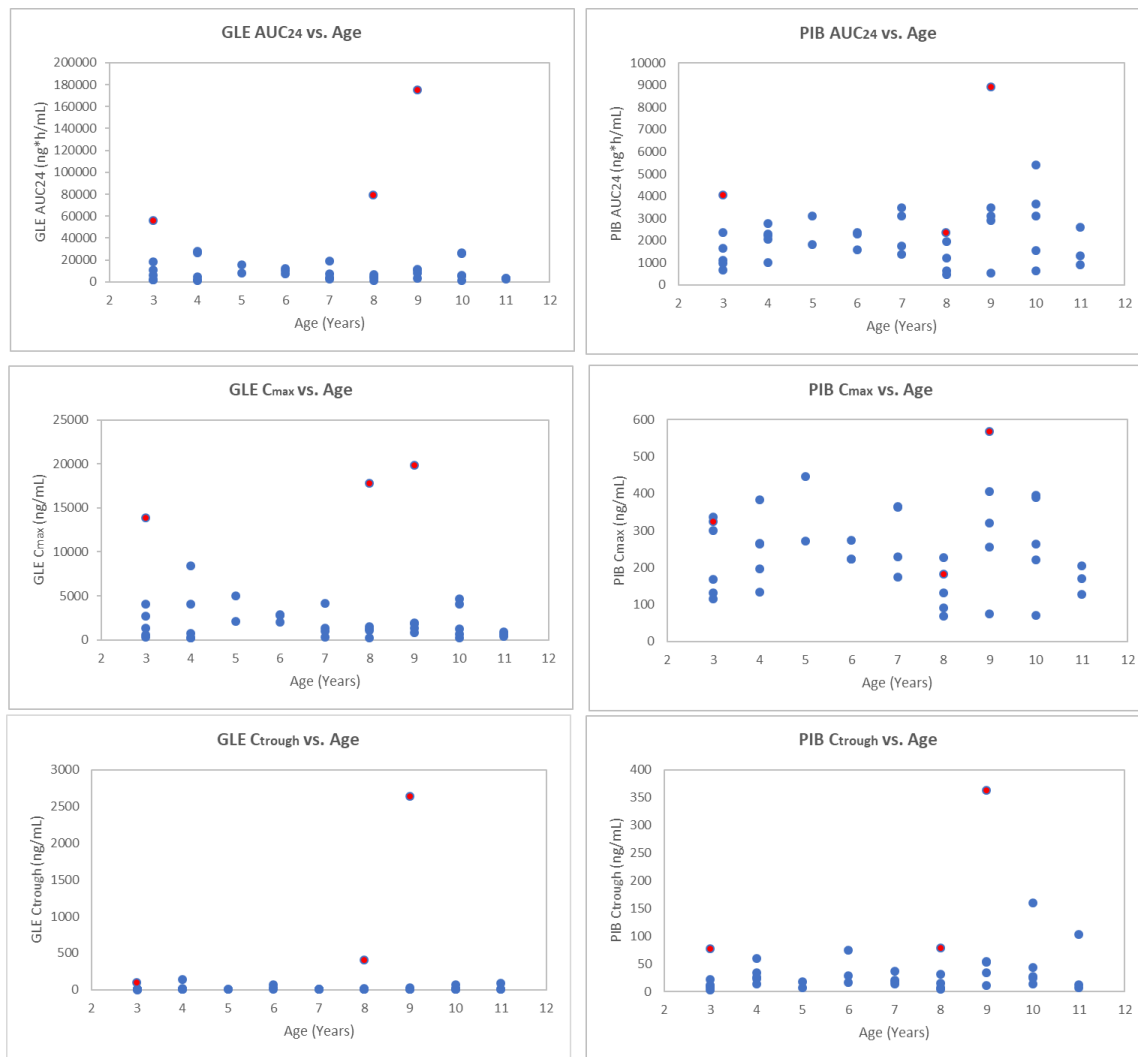 GLE AUC24 vs. Age
GLE AUC24 (ng*h/mL)
200000
180000
160000
140000
120000
100000
80000
60000
40000
20000
0
2 3 4 5 6 7 8 9 10 11 12
Age (Years)
PIB AUC24 vs. Age
PIB AUC24 (ng*h/mL)
10000
9000
8000
7000
6000
5000
4000
3000
2000
1000
0
2 3 4 5 6 7 8 9 10 11 12
Age (Years)
GLE Cmax vs. Age
GLE Cmax (ng/mL)
25000
20000
15000
10000
5000
0
2 3 4 5 6 7 8 9 10 11 12
Age (Years)
PIB Cmax vs. Age
PIB Cmax (ng/mL)
600
500
400
300
200
100
0
2 3 4 5 6 7 8 9 10 11 12
Age (Years)
GLE Ctrough vs. Age
GLE Ctrough (ng/mL)
3000
2500
2000
1500
1000
500
0
2 3 4 5 6 7 8 9 10 11 12
Age (Years)
PIB Ctrough vs. Age
PIB Ctrough (ng/mL)
400
350
300
250
200
150
100
50
0
2 3 4 5 6 7 8 9 10 11 12
Age (Years)